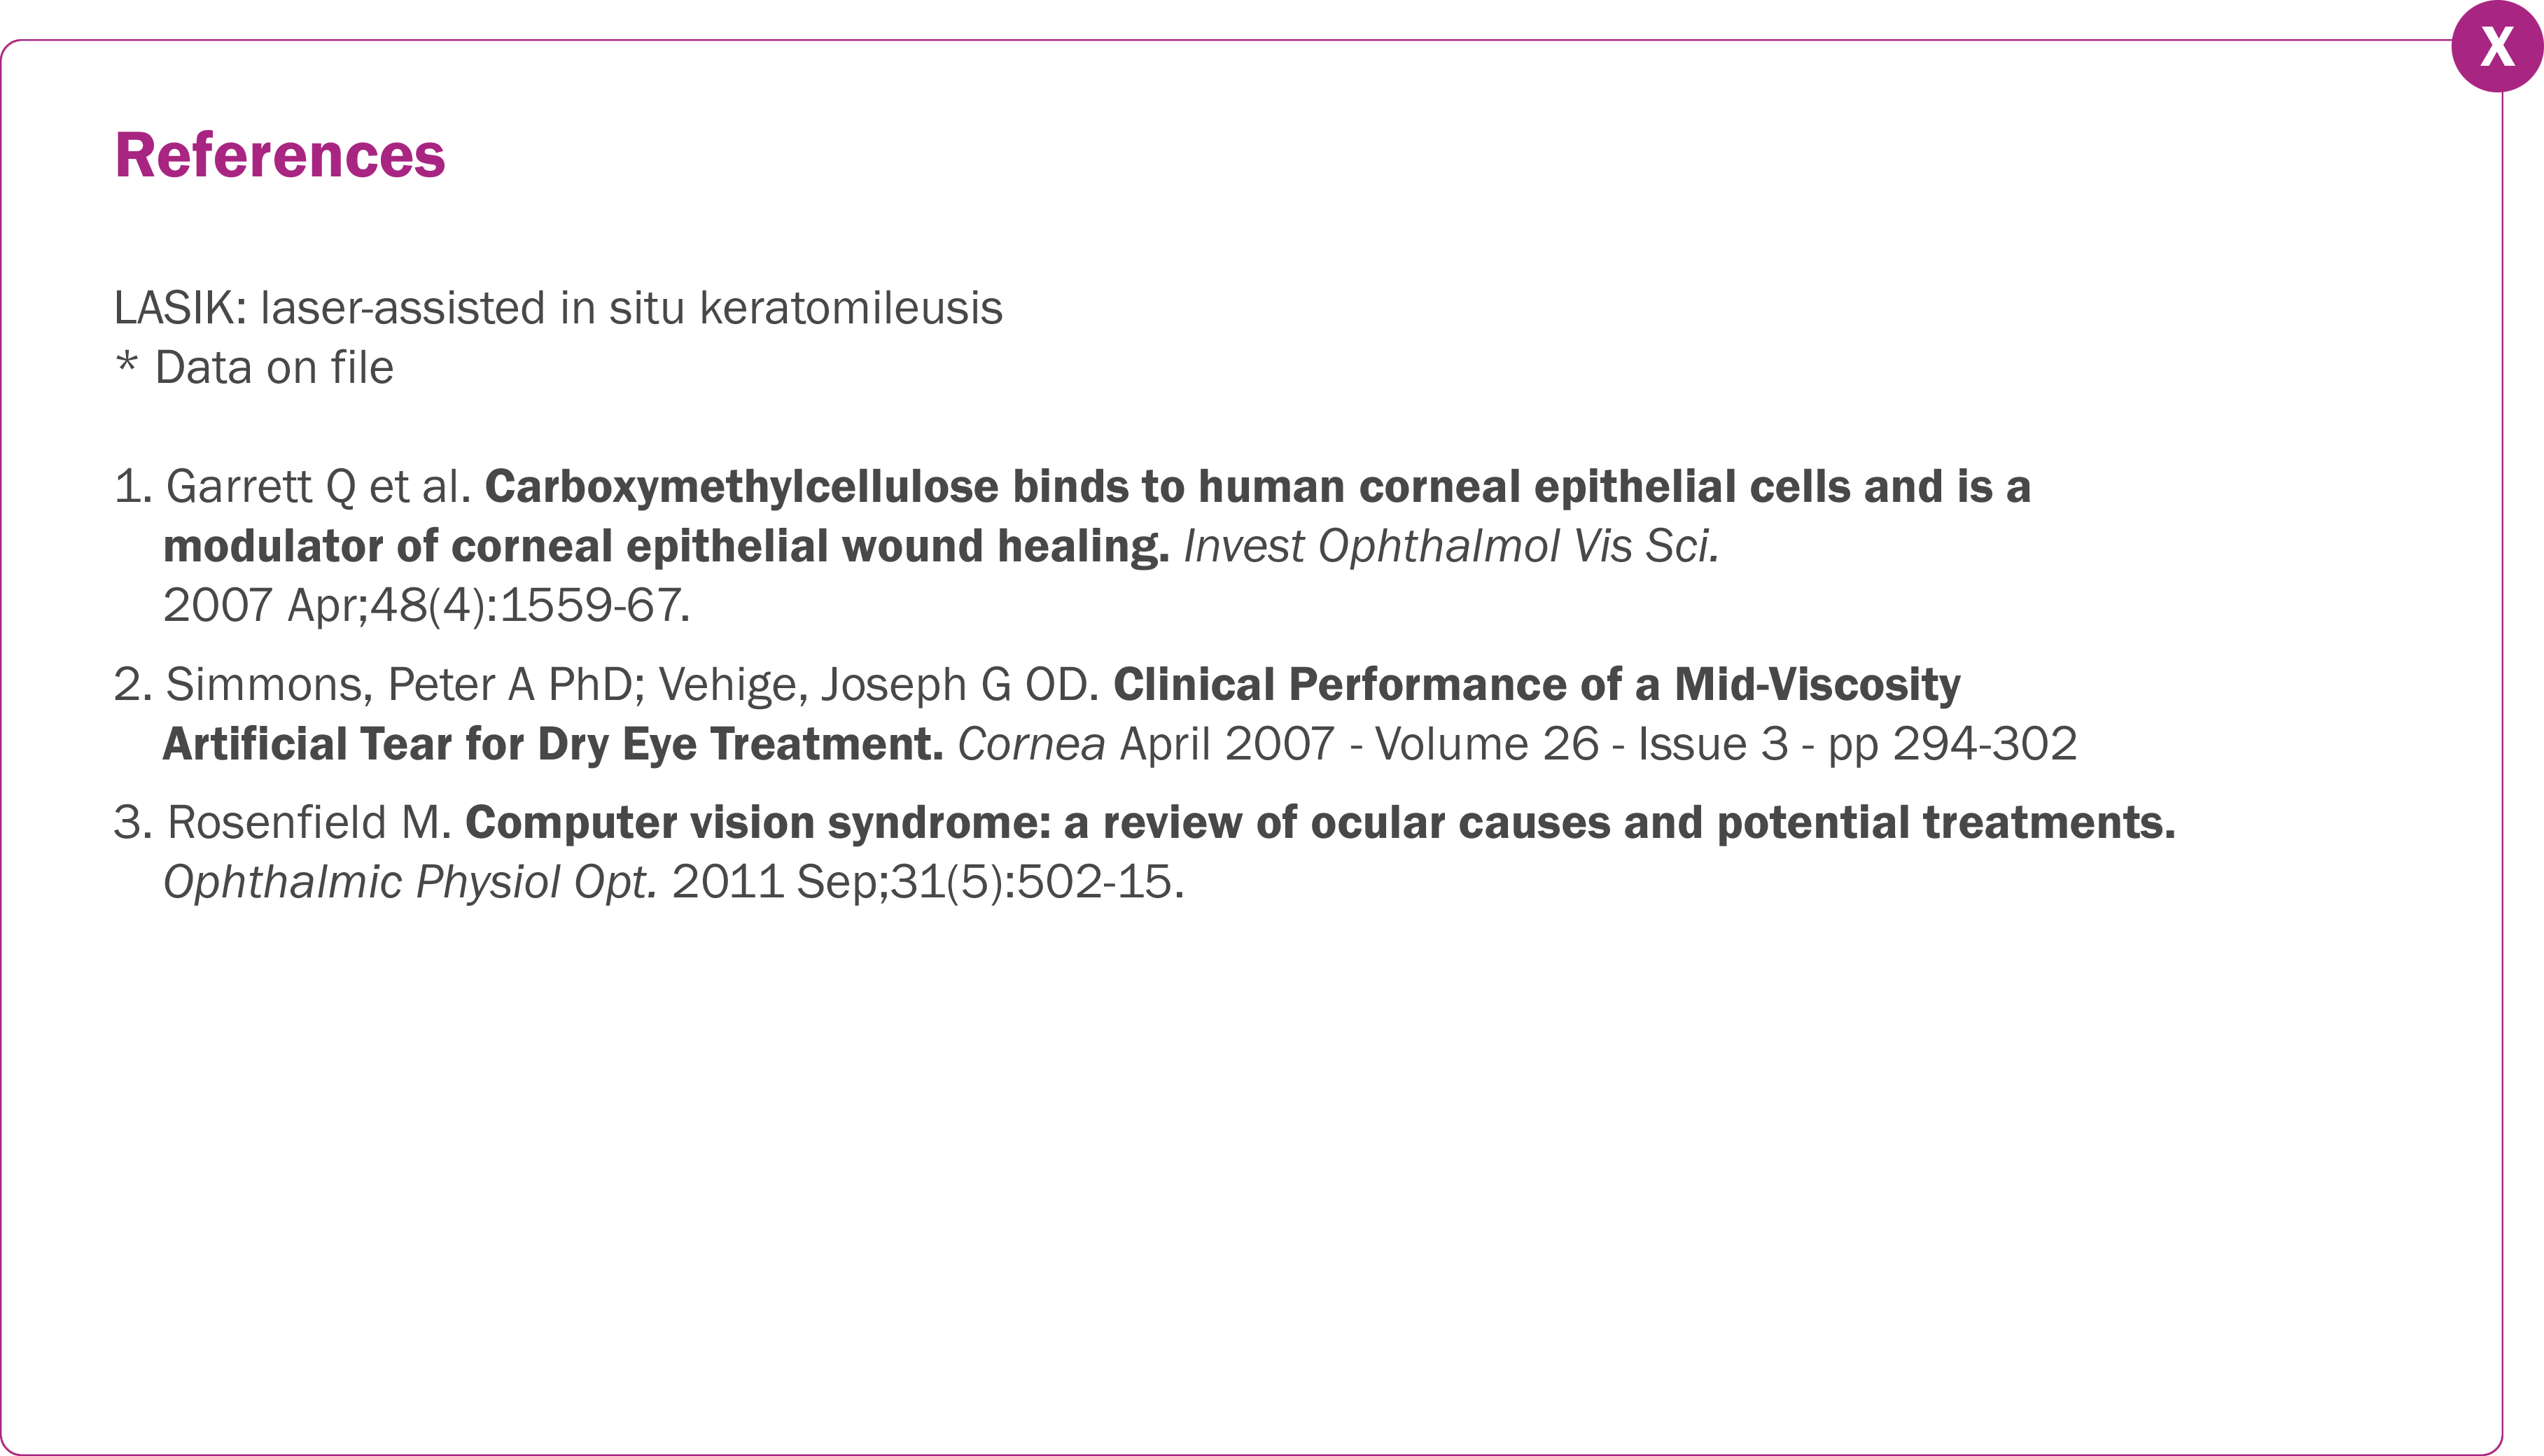 X
References
LASIK: laser-assisted in situ keratomileusis
* Data on file
1. Garrett Q et al. Carboxymethylcellulose binds to human corneal epithelial cells and is a
modulator of corneal epithelial wound healing. Invest Ophthalmol Vis Sci.
2007 Apr;48(4):1559-67.
2. Simmons, Peter A PhD; Vehige, Joseph G OD. Clinical Performance of a Mid-Viscosity
Artificial Tear for Dry Eye Treatment. Cornea April 2007 - Volume 26 - Issue 3 - pp 294-302
3. Rosenfield M. Computer vision syndrome: a review of ocular causes and potential treatments.
Ophthalmic Physiol Opt. 2011 Sep;31(5):502-15.